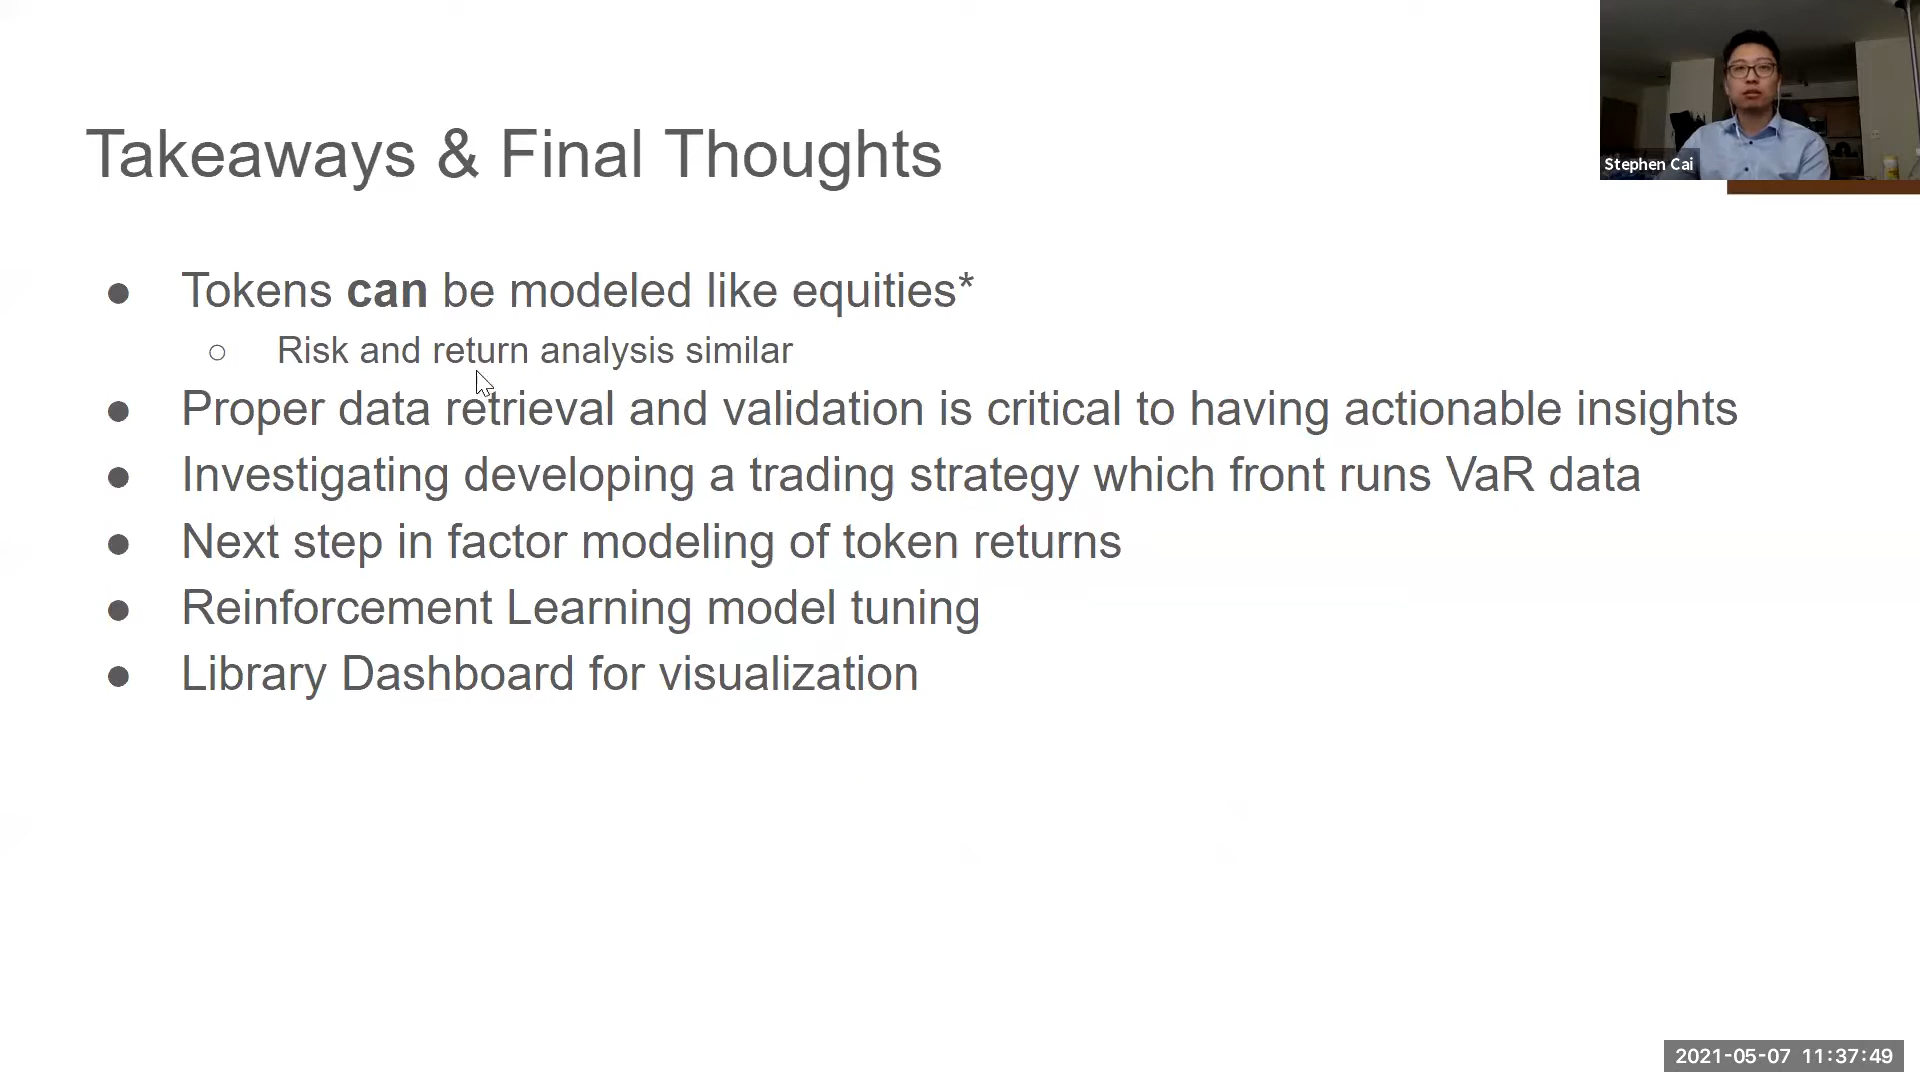 Stephen Cai
Takeaways & Final Thoughts
● Tokens can be modeled like equities*
○ Risk and return analysis similar
● Proper data retrieval and validation is critical to having actionable insights
● Investigating developing a trading strategy which front runs VaR data
● Next step in factor modeling of token returns
● Reinforcement Learning model tuning
● Library Dashboard for visualization
2021-05-07 11:37:49